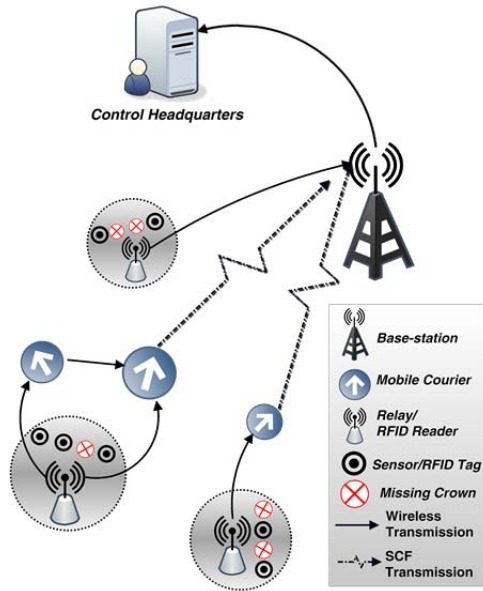 Control Headquarters
Base-station
Mobile Courier
Relay/
RFID Reader
Sensor/RFID Tag
Missing Crown
Wireless
Transmission
SCF
Transmission